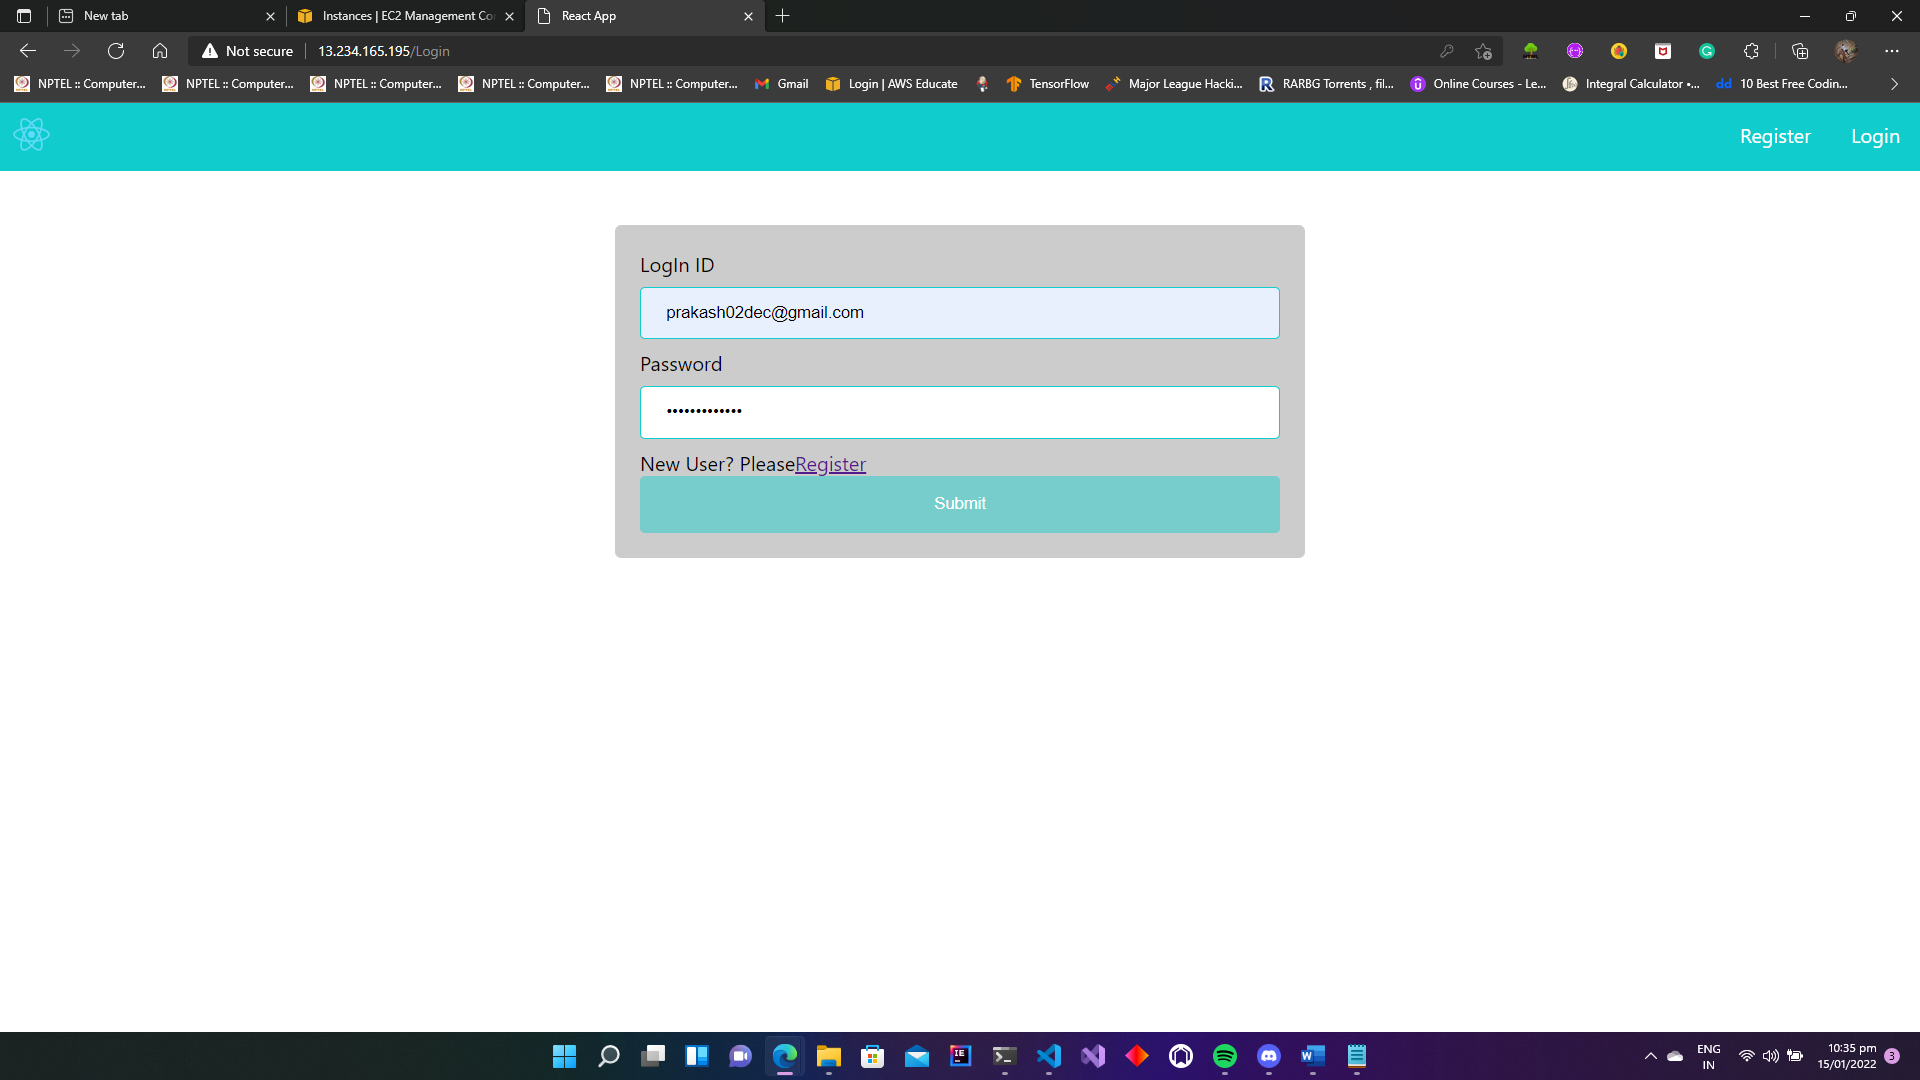 New tab
Instances | EC2 Management Co
React App
Not secure
13.234.165.195/Login
NPTEL :: Computer...
NPTEL :: Computer...
NPTEL :: Computer...
NPTEL :: Computer...
NPTEL :: Computer...
Gmail
Login | AWS Educate
TensorFlow
Major League Hacki...
RARBG Torrents , fil...
Online Courses - Le...
Integral Calculator •...
dd
10 Best Free Codin...
Register
Login
LogIn ID
prakash02dec@gmail.com
Password
•••••••••••••
New User? PleaseRegister
Submit
ENG
IN
10:35 pm
15/01/2022
3